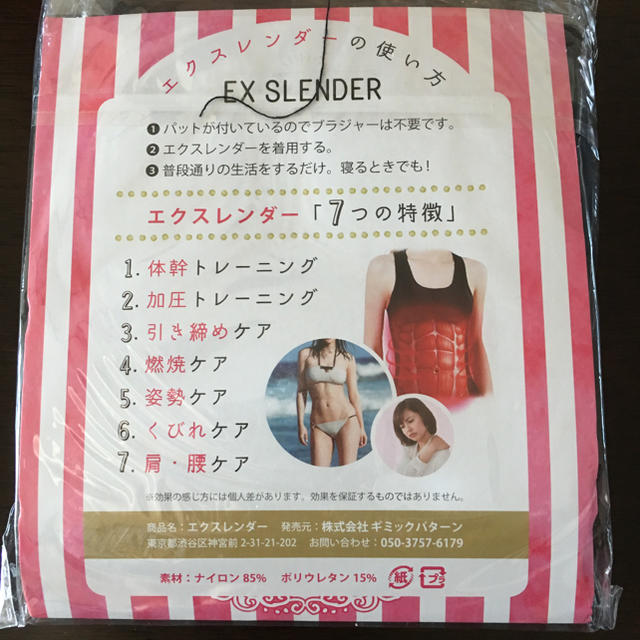 エクスレンダーの使い方
EX SLENDER
❶ パットが付いているのでブラジャーは不要です。
❷ エクスレンダーを着用する。
❸ 普段通りの生活をするだけ。寝るときでも!
エクスレンダー「7つの特徴」
1. 体幹トレーニング
2. 加圧トレーニング
3. 引き締めケア
4. 燃焼ケア
5. 姿勢ケア
6. くびれケア
7. 肩・腰ケア
※効果の感じ方には個人差があります。効果を保証するものではありません。
商品名:エクスレンダー 発売元:株式会社 ギミックパターン
東京都渋谷区神宮前 2-31-21-202 お問い合わせ:050-3757-6179
素材:ナイロン 85% ポリウレタン 15% 紙 プラ